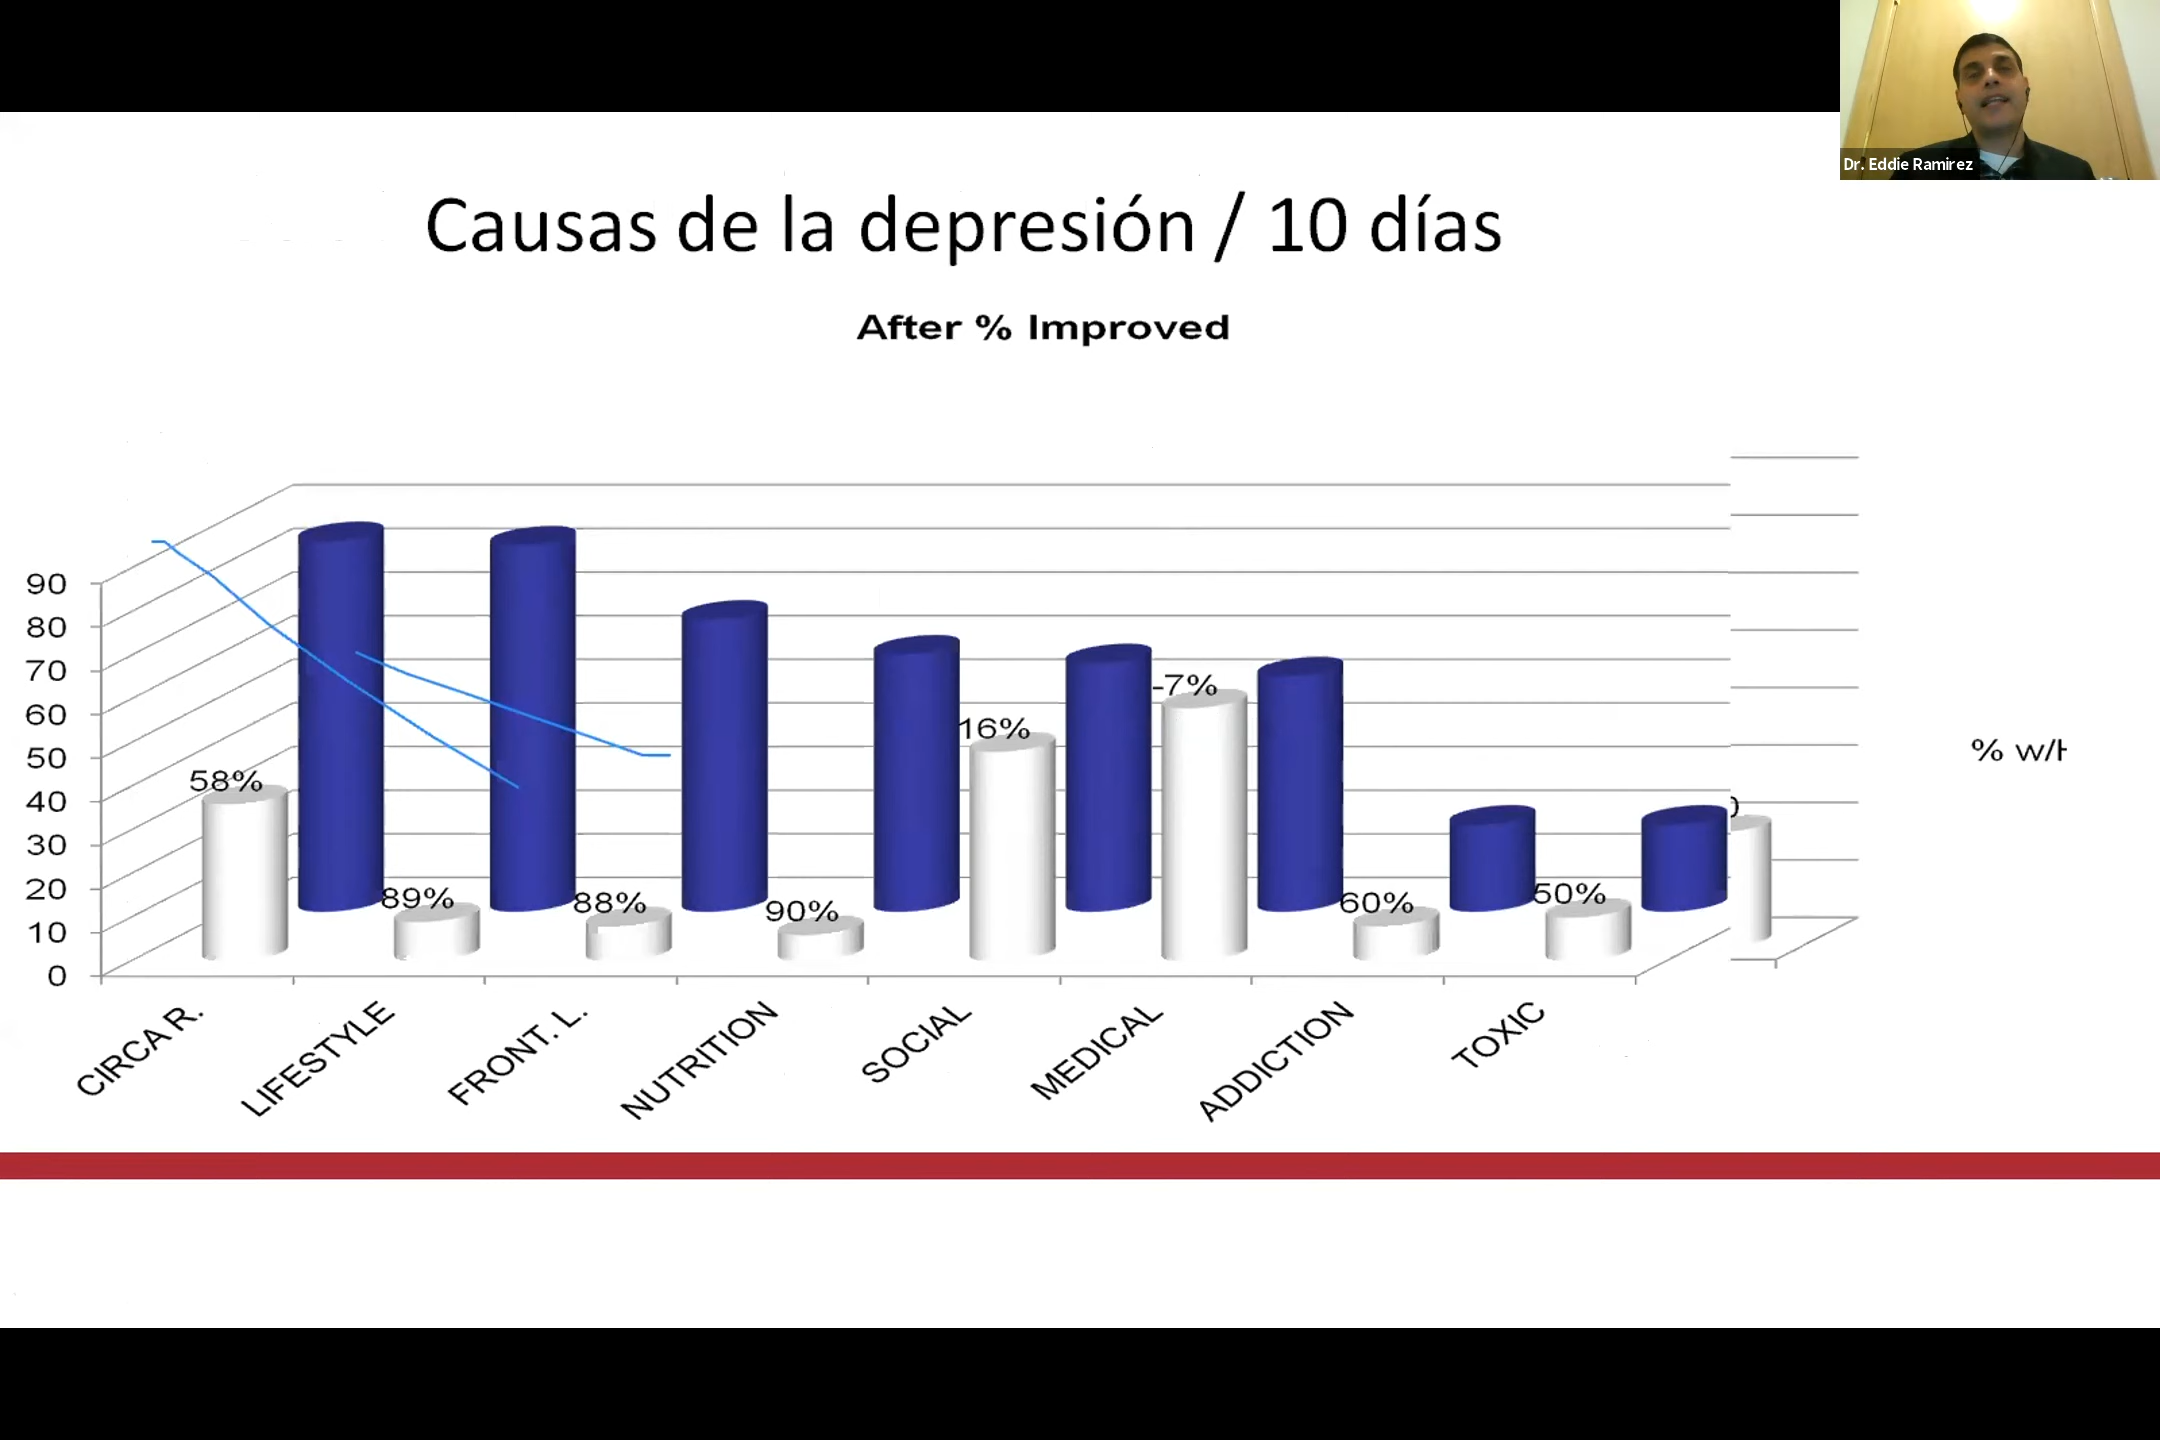 Dr. Eddie Ramirez
Causas de la depresión / 10 días
After % Improved
90
80
70
60
50
40
30
20
10
0
58%
89%
88%
90%
16%
-7%
60%
50%
% w/
CIRCA R.
LIFESTYLE
FRONT. L.
NUTRITION
SOCIAL
MEDICAL
ADDICTION
TOXIC